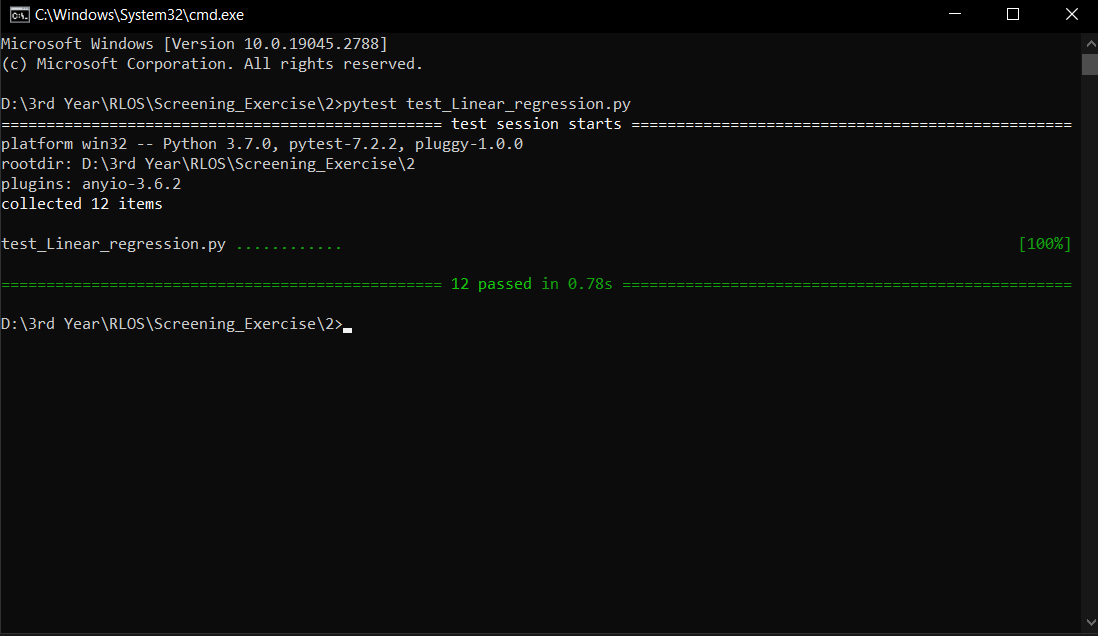 C:\Windows\System32\cmd.exe
Microsoft Windows [Version 10.0.19045.2788]
(c) Microsoft Corporation. All rights reserved.
D:\3rd Year\RLOS\Screening_Exercise\2>pytest test_Linear_regression.py
================================================= test session starts =================================================
platform win32 -- Python 3.7.0, pytest-7.2.2, pluggy-1.0.0
rootdir: D:\3rd Year\RLOS\Screening_Exercise\2
plugins: anyio-3.6.2
collected 12 items
test_Linear_regression.py ............ [100%]
================================================= 12 passed in 0.78s ==================================================
D:\3rd Year\RLOS\Screening_Exercise\2>